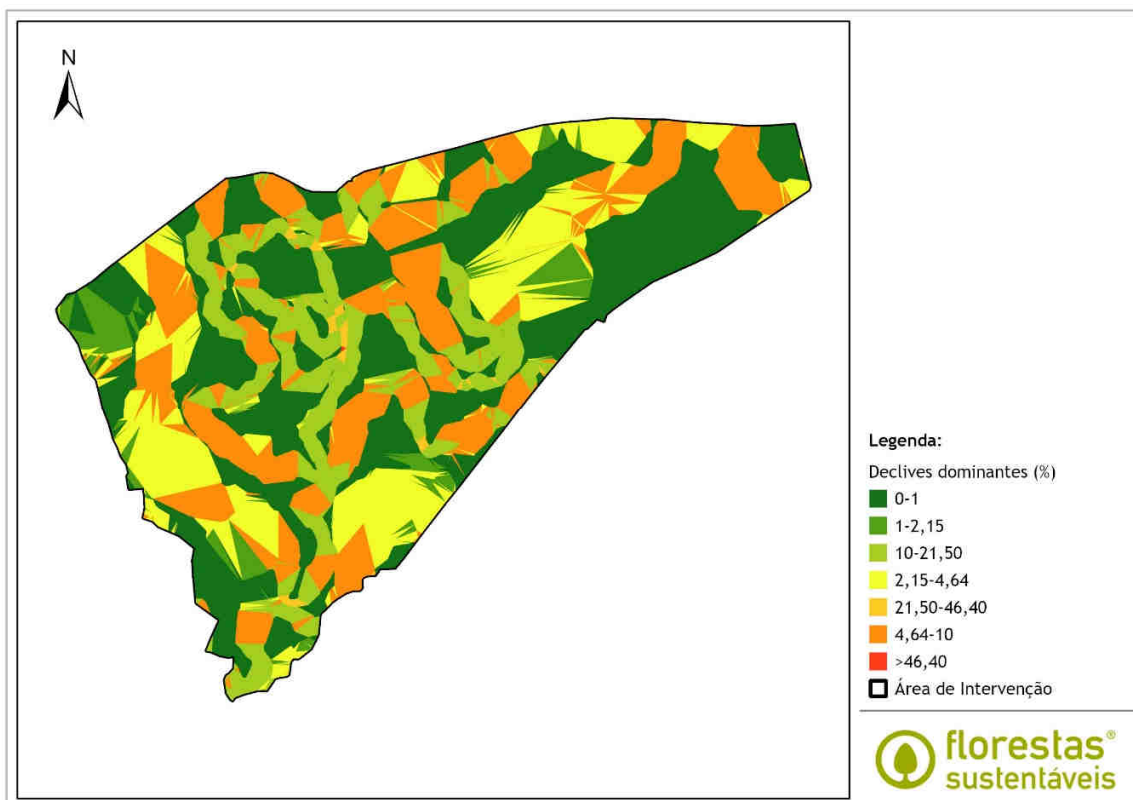 N
Legenda:
Declives dominantes (%)
0-1
1-2,15
10-21,50
2,15-4,64
21,50-46,40
4,64-10
>46,40
Área de Intervenção
florestas®
sustentáveis